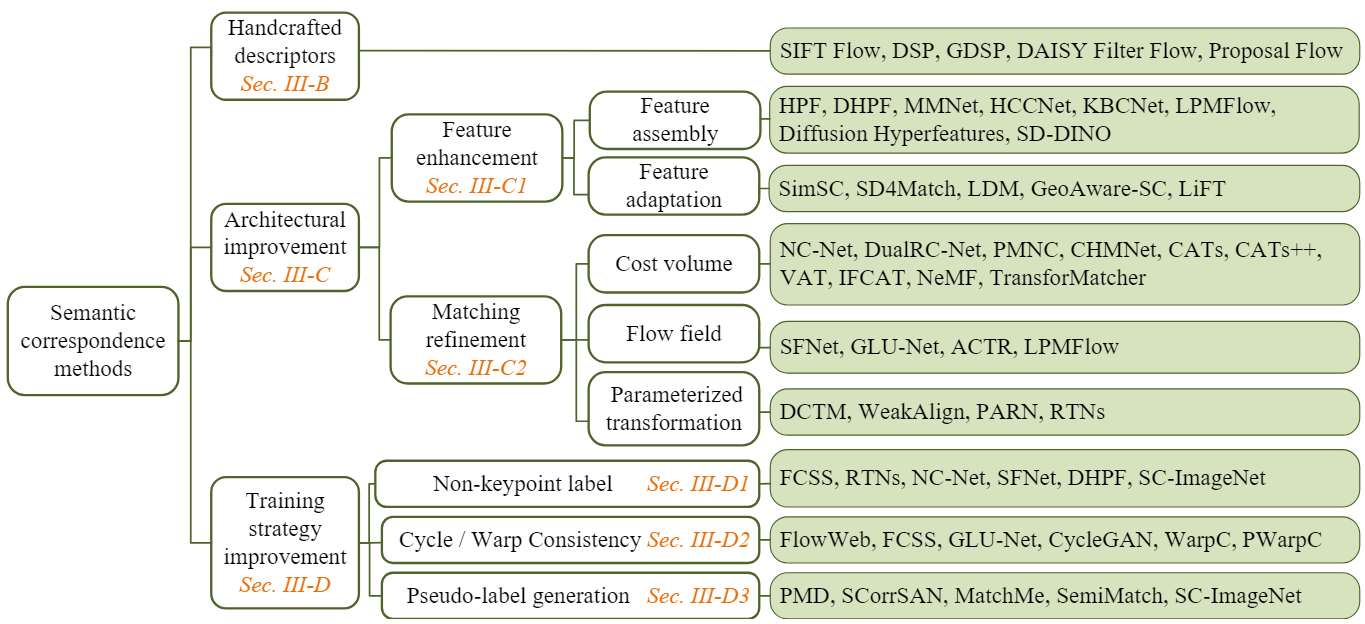 Semantic
correspondence
methods
Handcrafted
descriptors
Sec. III-B
SIFT Flow, DSP, GDSP, DAISY Filter Flow, Proposal Flow
Architectural
improvement
Sec. III-C
Feature
enhancement
Sec. III-C1
Feature
assembly
HPF, DHPF, MMNet, HCCNet, KBCNet, LPMFlow,
Diffusion Hyperfeatures, SD-DINO
Feature
adaptation
SimSC, SD4Match, LDM, GeoAware-SC, LiFT
Matching
refinement
Sec. III-C2
Cost volume
NC-Net, DualRC-Net, PMNC, CHMNet, CATs, CATs++,
VAT, IFCAT, NeMF, TransforMatcher
Flow field
SFNet, GLU-Net, ACTR, LPMFlow
Parameterized
transformation
DCTM, WeakAlign, PARN, RTNs
Training
strategy
improvement
Sec. III-D
Non-keypoint label Sec. III-D1
FCSS, RTNs, NC-Net, SFNet, DHPF, SC-ImageNet
Cycle / Warp Consistency Sec. III-D2
FlowWeb, FCSS, GLU-Net, CycleGAN, WarpC, PWarpC
Pseudo-label generation Sec. III-D3
PMD, SCorrSAN, MatchMe, SemiMatch, SC-ImageNet